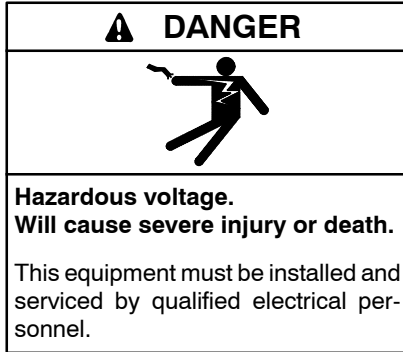 DANGER
Hazardous voltage.
Will cause severe injury or death.
This equipment must be installed and
serviced by qualified electrical per-
sonnel.